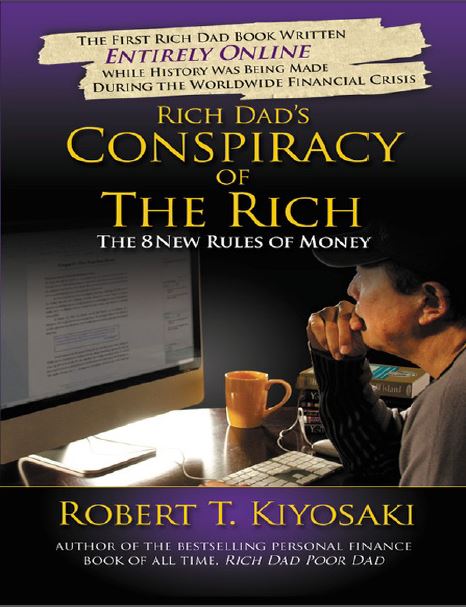 The First Rich Dad Book Written
Entirely Online
while History Was Being Made
During the Worldwide Financial Crisis
Rich Dad's
Conspiracy
of
The Rich
The 8 New Rules of Money
Robert T. Kiyosaki
author of the bestselling personal finance
book of all time, Rich Dad Poor Dad